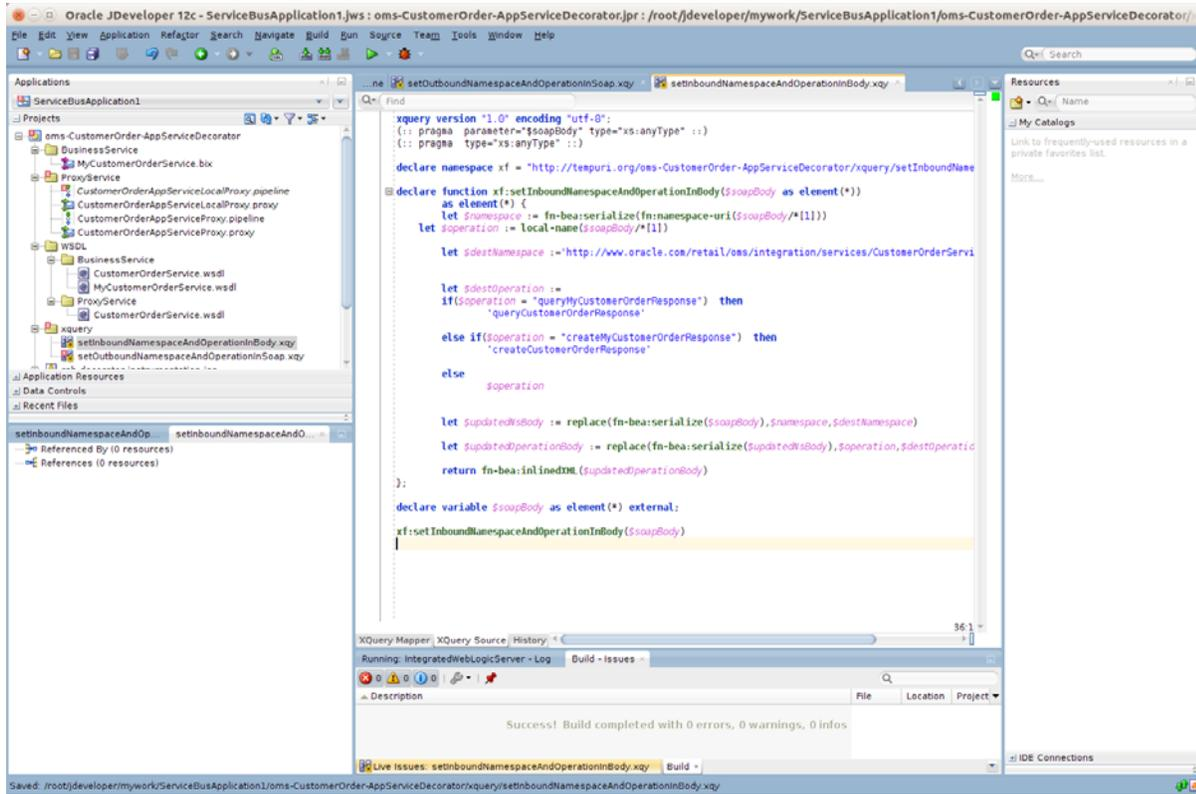 Oracle JDeveloper 12c - ServiceBusApplication1.jws : oms-CustomerOrder-AppServiceDecorator.jpr : /root/jdeveloper/mywork/ServiceBusApplication1/oms-CustomerOrder-AppServiceDecorator/
File Edit View Application Refactor Search Navigate Build Run Source Team Tools Window Help
Search
Applications
ServiceBusApplication1
Projects
oms-CustomerOrder-AppServiceDecorator
BusinessService
MyCustomerOrderService.bix
ProxyService
CustomerOrderAppServiceLocalProxy.pipeline
CustomerOrderAppServiceLocalProxy.proxy
CustomerOrderAppServiceProxy.pipeline
CustomerOrderAppServiceProxy.proxy
WSDL
BusinessService
CustomerOrderService.wsdl
MyCustomerOrderService.wsdl
ProxyService
CustomerOrderService.wsdl
xquery
setInboundNamespaceAndOperationInBody.xqy
setOutboundNamespaceAndOperationInSoap.xqy
Application Resources
Data Controls
Recent Files
setInboundNamespaceAndOp... setInboundNamespaceAndO...
Referenced By (0 resources)
References (0 resources)
...ne setOutboundNamespaceAndOperationInSoap.xqy setInboundNamespaceAndOperationInBody.xqy
Find
xquery version "1.0" encoding "utf-8";
(:: pragma parameter="$soapBody" type="xs:anyType" ::)
(:: pragma type="xs:anyType" ::)
declare namespace xf = "http://tempuri.org/oms-CustomerOrder-AppServiceDecorator/xquery/setInboundName
declare function xf:setInboundNamespaceAndOperationInBody($soapBody as element(*))
as element(*) {
let $namespace := fn-bea:serialize(fn:namespace-uri($soapBody/*[1]))
let $operation := local-name($soapBody/*[1])
let $destNamespace :='http://www.oracle.com/retail/oms/integration/services/CustomerOrderServi
let $destOperation :=
if($operation = "queryMyCustomerOrderResponse") then
'queryCustomerOrderResponse'
else if($operation = "createMyCustomerOrderResponse") then
'createCustomerOrderResponse'
else
$operation
let $updatedNsBody := replace(fn-bea:serialize($soapBody),$namespace,$destNamespace)
let $updatedOperationBody := replace(fn-bea:serialize($updatedNsBody),$operation,$destOperatio
return fn-bea:inlinedXML($updatedOperationBody)
};
declare variable $soapBody as element(*) external;
xf:setInboundNamespaceAndOperationInBody($soapBody)
36:1
XQuery Mapper XQuery Source History
Running: IntegratedWebLogicServer - Log Build - Issues
0 0 0
Description File Location Project
Success! Build completed with 0 errors, 0 warnings, 0 infos
Live Issues: setInboundNamespaceAndOperationInBody.xqy Build
Resources
Name
My Catalogs
Link to frequently-used resources in a
private favorites list.
More...
IDE Connections
Saved: /root/jdeveloper/mywork/ServiceBusApplication1/oms-CustomerOrder-AppServiceDecorator/xquery/setInboundNamespaceAndOperationInBody.xqy